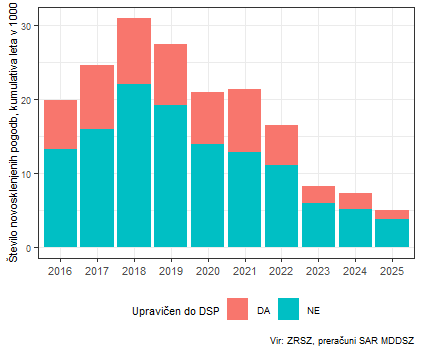 Število novosklenjenih pogodb, kumulativa leta v 1000
30
20
10
0
2016 2017 2018 2019 2020 2021 2022 2023 2024 2025
Upravičen do DSP DA NE
Vir: ZRSZ, preračuni SAR MDDSZ